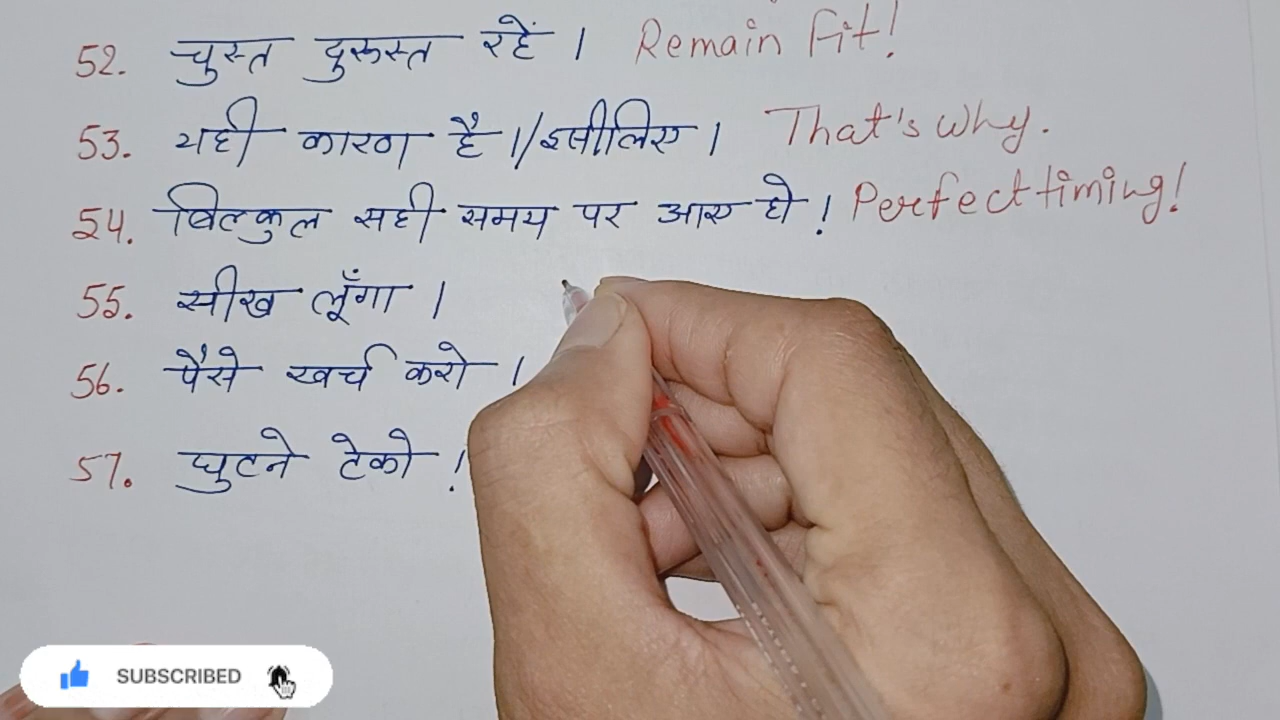 52. चुस्त दुरूस्त रहें । Remain Fit!
53. यही कारण है ।/इसीलिए । That's why.
54. बिल्कुल सही समय पर आए हो ! Perfect timing!
55. सीख लूँगा ।
56. पैसे खर्च करो ।
57. घुटने टेको !
SUBSCRIBED